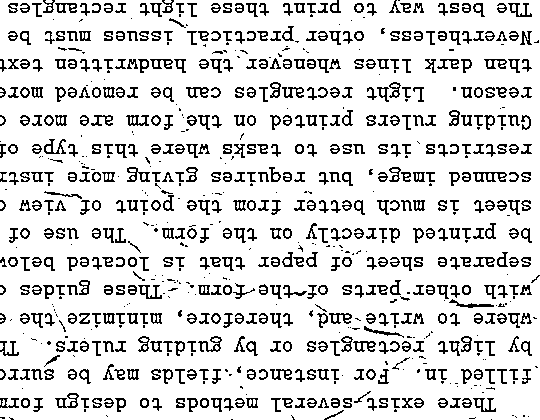 There exist several methods to design form
filled in. For instance, fields may be surro
by light rectangles or by guiding rulers. Th
where to write and, therefore, minimize the e
with other parts of the form. These guides c
separate sheet of paper that is located below
be printed directly on the form. The use of
sheet is much better from the point of view o
scanned image, but requires giving more instr
restricts its use to tasks where this type of
Guiding rulers printed on the form are more c
reason. Light rectangles can be removed more
than dark lines whenever the handwritten text
Nevertheless, other practical issues must be
The best way to print these light rectangles